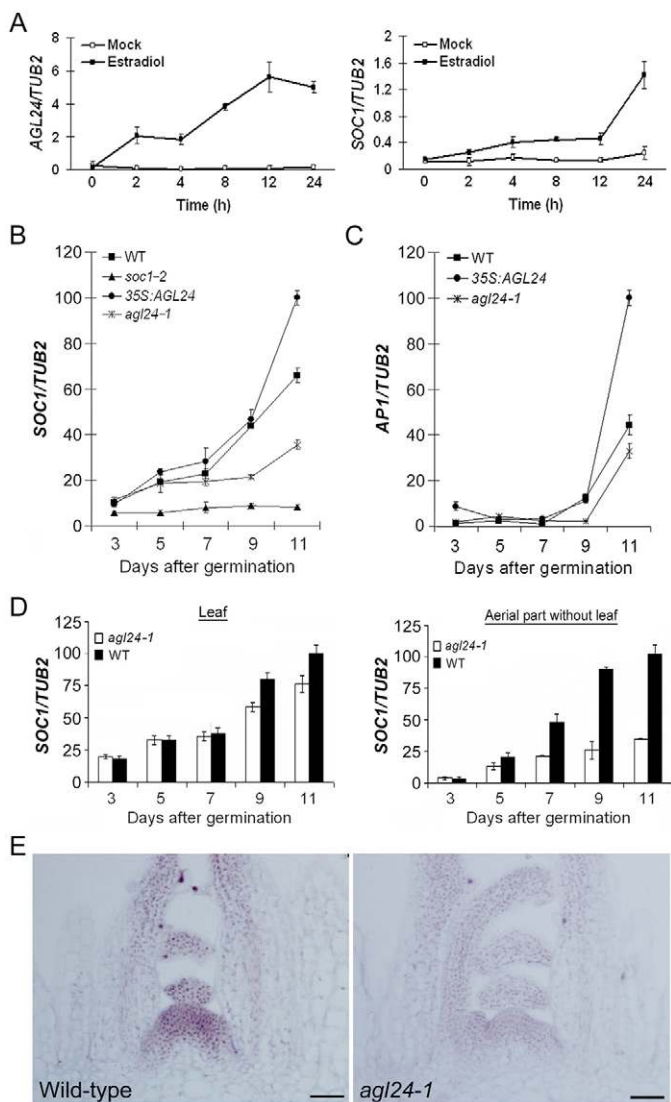 A
Mock
Estradiol
AGL24/TUB2
8
6
4
2
0
0 2 4 8 12 24
Time (h)
Mock
Estradiol
SOC1/TUB2
2
1.6
1.2
0.8
0.4
0
0 2 4 8 12 24
Time (h)
B
WT
soc1-2
35S:AGL24
agl24-1
SOC1/TUB2
120
100
80
60
40
20
0
3 5 7 9 11
Days after germination
C
WT
35S:AGL24
agl24-1
AP1/TUB2
120
100
80
60
40
20
0
3 5 7 9 11
Days after germination
D
Leaf
agl24-1
WT
SOC1/TUB2
125
100
75
50
25
0
3 5 7 9 11
Days after germination
Aerial part without leaf
agl24-1
WT
SOC1/TUB2
125
100
75
50
25
0
3 5 7 9 11
Days after germination
E
Wild-type
agl24-1